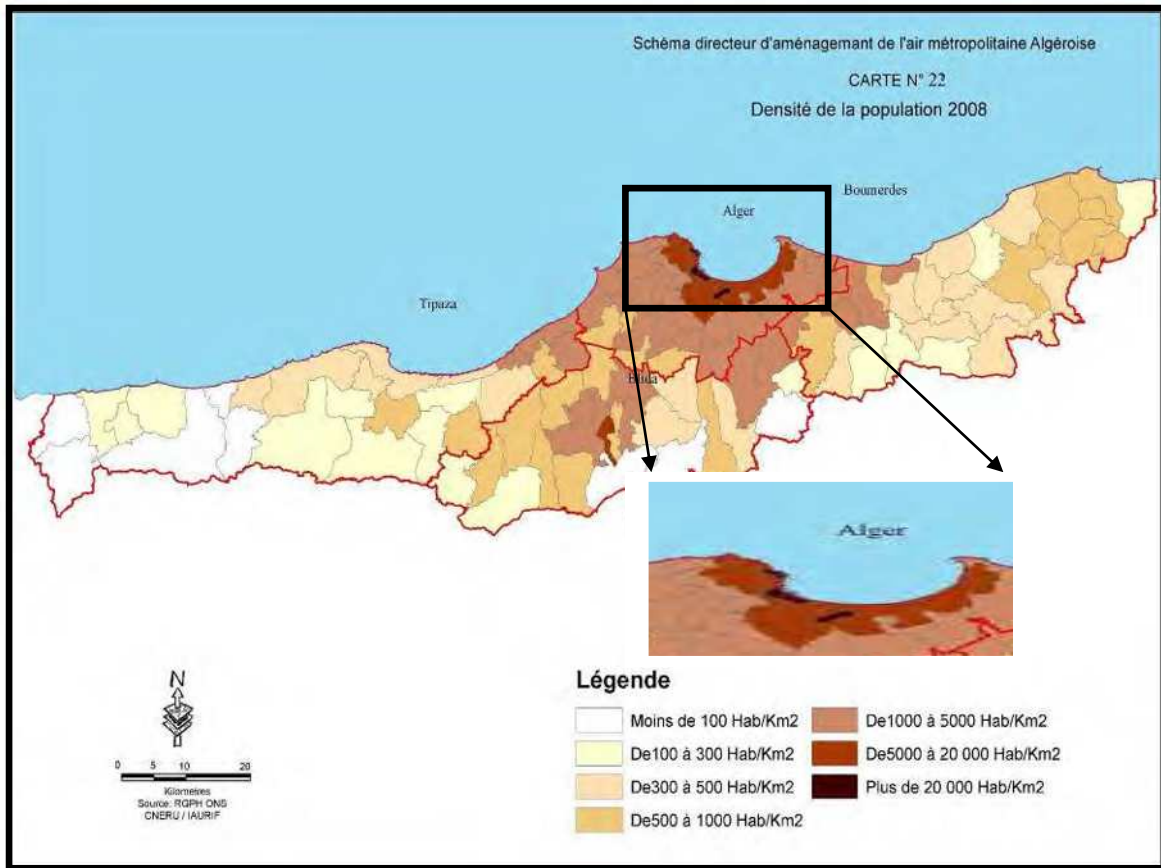 Schéma directeur d'aménagement de l'air métropolitaine Algéroise
CARTE N° 22
Densité de la population 2008
Boumerdes
Alger
Tipaza
Blida
Alger
N
0 5 10 20
Kilometres
Source: RGPH ONS
CNERU / IAURIF
Légende
Moins de 100 Hab/Km2
De100 à 300 Hab/Km2
De300 à 500 Hab/Km2
De500 à 1000 Hab/Km2
De1000 à 5000 Hab/Km2
De5000 à 20 000 Hab/Km2
Plus de 20 000 Hab/Km2